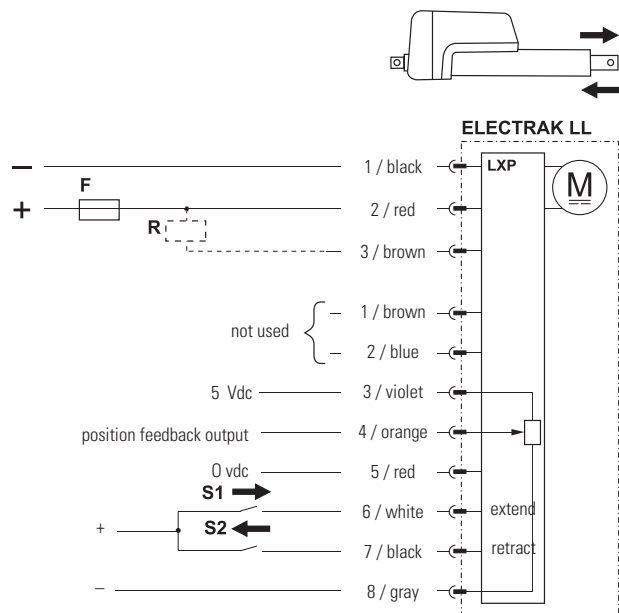 ELECTRAK LL
− 1 / black LXP M
F
+ 2 / red
R
3 / brown
1 / brown
not used
2 / blue
5 Vdc 3 / violet
position feedback output 4 / orange
0 vdc 5 / red
S1
6 / white extend
+ S2
7 / black retract
− 8 / gray